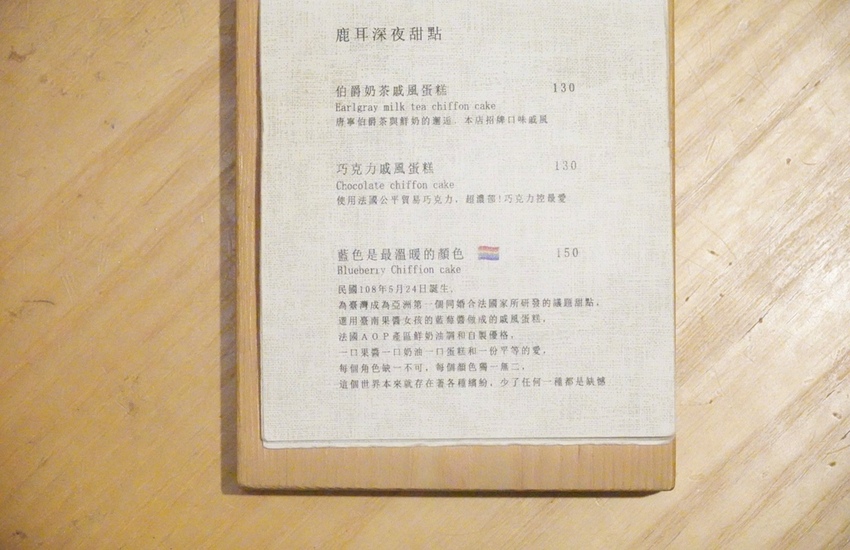 鹿耳深夜甜點
伯爵奶茶戚風蛋糕 130
Earlgray milk tea chiffon cake
唐寧伯爵茶與鮮奶的邂逅，本店招牌口味戚風
巧克力戚風蛋糕 130
Chocolate chiffon cake
使用法國公平貿易巧克力，超濃郁!巧克力控最愛
藍色是最溫暖的顏色 150
Blueberry Chiffion cake
民國108年5月24日誕生，
為臺灣成為亞洲第一個同婚合法國家所研發的議題甜點，
選用臺南果醬女孩的藍莓醬做成的戚風蛋糕，
法國ＡＯＰ產區鮮奶油調和自製優格，
一口果醬一口奶油一口蛋糕和一份平等的愛，
每個角色缺一不可，每個顏色獨一無二，
這個世界本來就存在著各種繽紛，少了任何一種都是缺憾